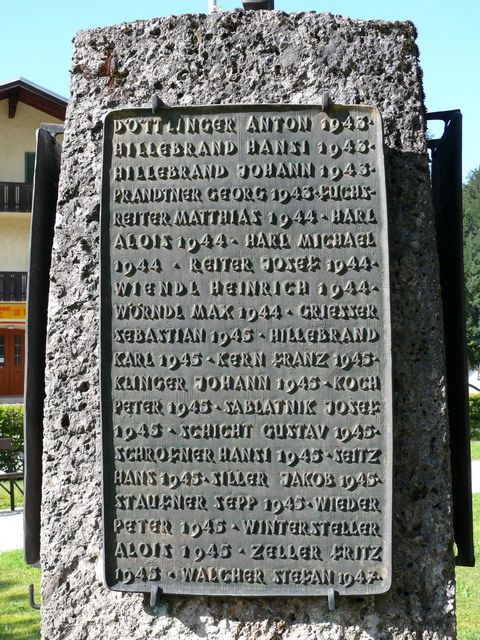 DÖTTLINGER ANTON 1943·
HILLEBRAND HANSI 1943·
HILLEBRAND JOHANN 1943·
PRANDTNER GEORG 1943·FUCHS-
REITER MATTHIAS 1944 · HARL
ALOIS 1944 · HARL MICHAEL
1944 · REITER JOSEF 1944·
WIENDL HEINRICH 1944·
WÖRNDL MAX 1944 · GRIESSER
SEBASTIAN 1945 · HILLEBRAND
KARL 1945 · KERN FRANZ 1945·
KLINGER JOHANN 1945 · KOCH
PETER 1945 · SABLATNIK JOSEF
1945 · SCHICHT GUSTAV 1945·
SCHROFNER HANSI 1945 · SEITZ
HANS 1945 · SILLER JAKOB 1945·
STAUFNER SEPP 1945 · WIEDER
PETER 1945 · WINTERSTELLER
ALOIS 1945 · ZELLER FRITZ
1945 · WALCHER STEFAN 1947·